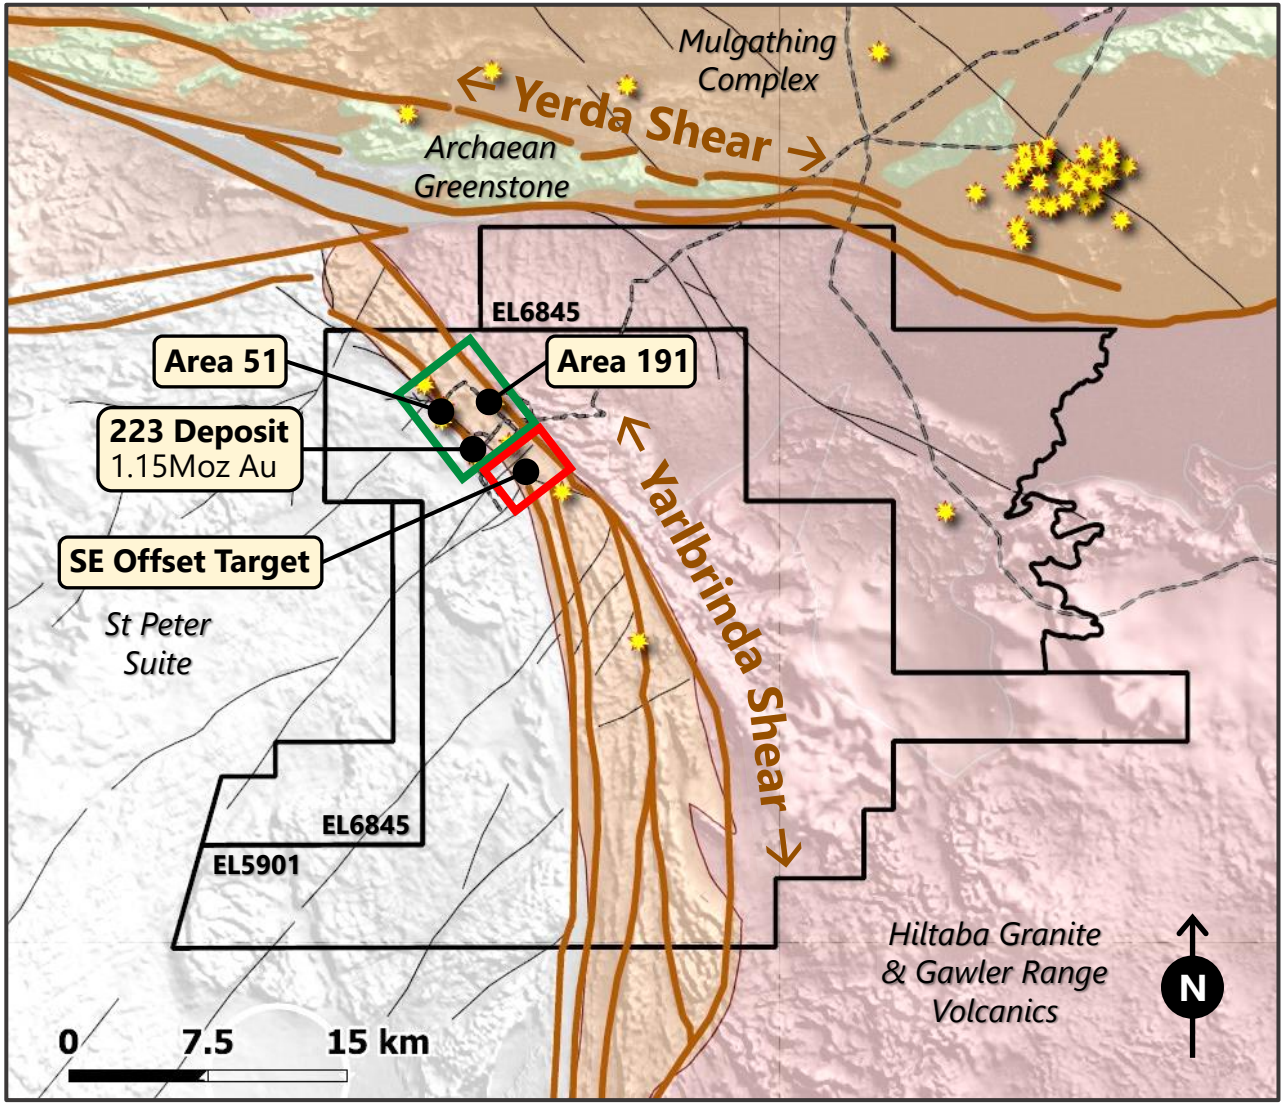 Mulgathing
Complex
← Yerda Shear →
Archaean
Greenstone
EL6845
Area 51
Area 191
223 Deposit
1.15Moz Au
SE Offset Target
← Yarlbrinda Shear →
St Peter
Suite
EL6845
EL5901
Hiltaba Granite
& Gawler Range
Volcanics
N
0 7.5 15 km